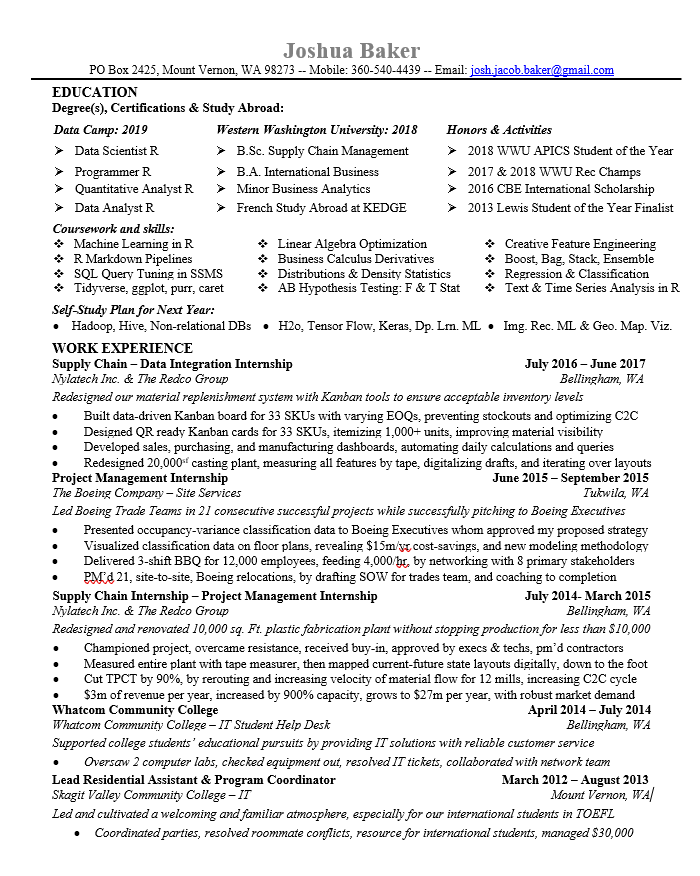 Joshua Baker
PO Box 2425, Mount Vernon, WA 98273 -- Mobile: 360-540-4439 -- Email: josh.jacob.baker@gmail.com
EDUCATION
Degree(s), Certifications & Study Abroad:
Data Camp: 2019 Western Washington University: 2018 Honors & Activities
➢ Data Scientist R ➢ B.Sc. Supply Chain Management ➢ 2018 WWU APICS Student of the Year
➢ Programmer R ➢ B.A. International Business ➢ 2017 & 2018 WWU Rec Champs
➢ Quantitative Analyst R ➢ Minor Business Analytics ➢ 2016 CBE International Scholarship
➢ Data Analyst R ➢ French Study Abroad at KEDGE ➢ 2013 Lewis Student of the Year Finalist
Coursework and skills:
❖ Machine Learning in R ❖ Linear Algebra Optimization ❖ Creative Feature Engineering
❖ R Markdown Pipelines ❖ Business Calculus Derivatives ❖ Boost, Bag, Stack, Ensemble
❖ SQL Query Tuning in SSMS ❖ Distributions & Density Statistics ❖ Regression & Classification
❖ Tidyverse, ggplot, purr, caret ❖ AB Hypothesis Testing: F & T Stat ❖ Text & Time Series Analysis in R
Self-Study Plan for Next Year:
• Hadoop, Hive, Non-relational DBs • H2o, Tensor Flow, Keras, Dp. Lrn. ML • Img. Rec. ML & Geo. Map. Viz.
WORK EXPERIENCE
Supply Chain – Data Integration Internship July 2016 – June 2017
Nylatech Inc. & The Redco Group Bellingham, WA
Redesigned our material replenishment system with Kanban tools to ensure acceptable inventory levels
• Built data-driven Kanban board for 33 SKUs with varying EOQs, preventing stockouts and optimizing C2C
• Designed QR ready Kanban cards for 33 SKUs, itemizing 1,000+ units, improving material visibility
• Developed sales, purchasing, and manufacturing dashboards, automating daily calculations and queries
• Redesigned 20,000sf casting plant, measuring all features by tape, digitalizing drafts, and iterating over layouts
Project Management Internship June 2015 – September 2015
The Boeing Company – Site Services Tukwila, WA
Led Boeing Trade Teams in 21 consecutive successful projects while successfully pitching to Boeing Executives
• Presented occupancy-variance classification data to Boeing Executives whom approved my proposed strategy
• Visualized classification data on floor plans, revealing $15m/yr cost-savings, and new modeling methodology
• Delivered 3-shift BBQ for 12,000 employees, feeding 4,000/hr, by networking with 8 primary stakeholders
• PM'd 21, site-to-site, Boeing relocations, by drafting SOW for trades team, and coaching to completion
Supply Chain Internship – Project Management Internship July 2014- March 2015
Nylatech Inc. & The Redco Group Bellingham, WA
Redesigned and renovated 10,000 sq. Ft. plastic fabrication plant without stopping production for less than $10,000
• Championed project, overcame resistance, received buy-in, approved by execs & techs, pm'd contractors
• Measured entire plant with tape measurer, then mapped current-future state layouts digitally, down to the foot
• Cut TPCT by 90%, by rerouting and increasing velocity of material flow for 12 mills, increasing C2C cycle
• $3m of revenue per year, increased by 900% capacity, grows to $27m per year, with robust market demand
Whatcom Community College April 2014 – July 2014
Whatcom Community College – IT Student Help Desk Bellingham, WA
Supported college students' educational pursuits by providing IT solutions with reliable customer service
• Oversaw 2 computer labs, checked equipment out, resolved IT tickets, collaborated with network team
Lead Residential Assistant & Program Coordinator March 2012 – August 2013
Skagit Valley Community College – IT Mount Vernon, WA
Led and cultivated a welcoming and familiar atmosphere, especially for our international students in TOEFL
• Coordinated parties, resolved roommate conflicts, resource for international students, managed $30,000